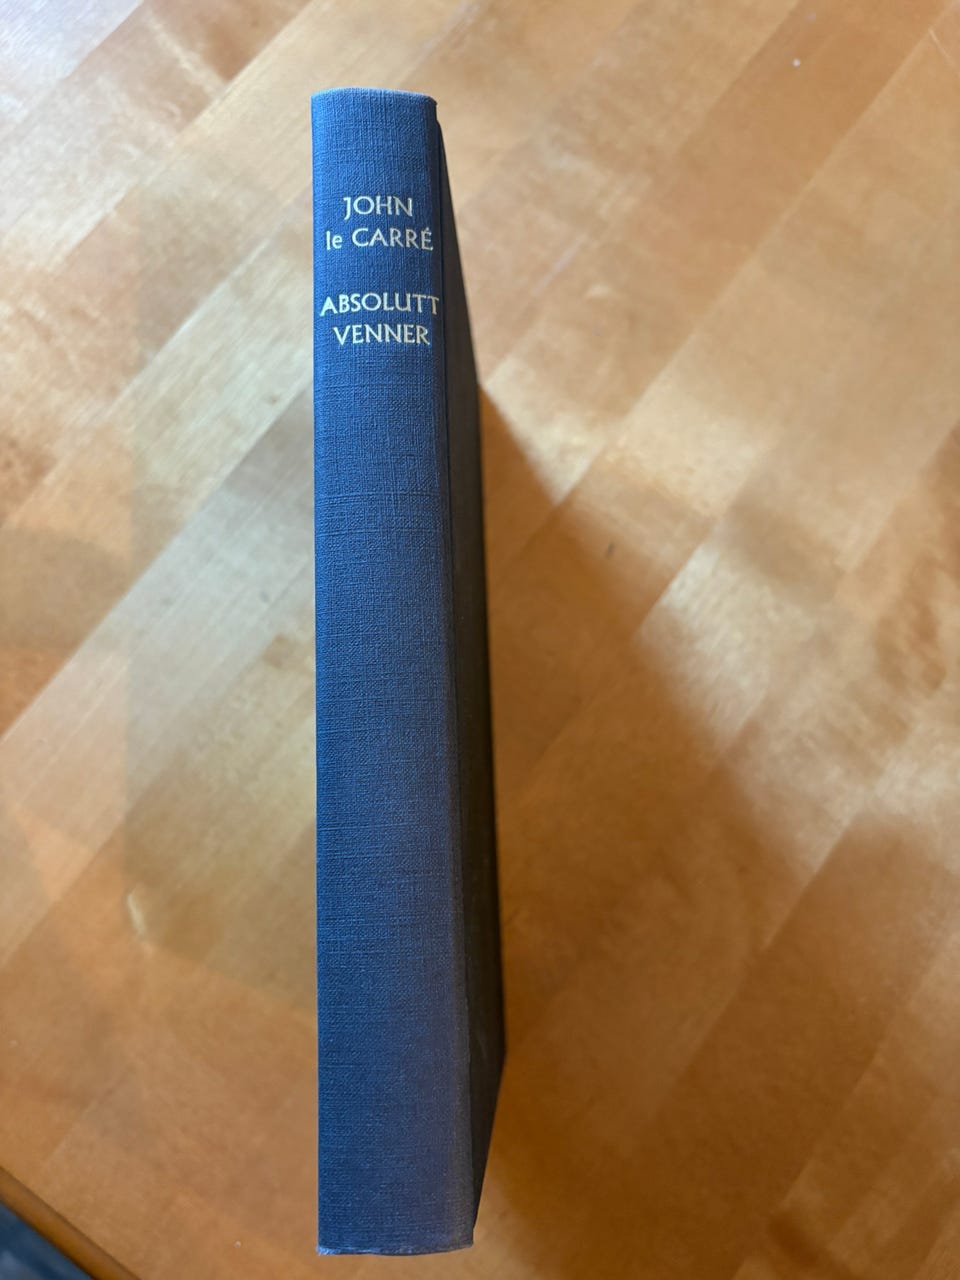 JOHN
le CARRÉ
ABSOLUTT
VENNER